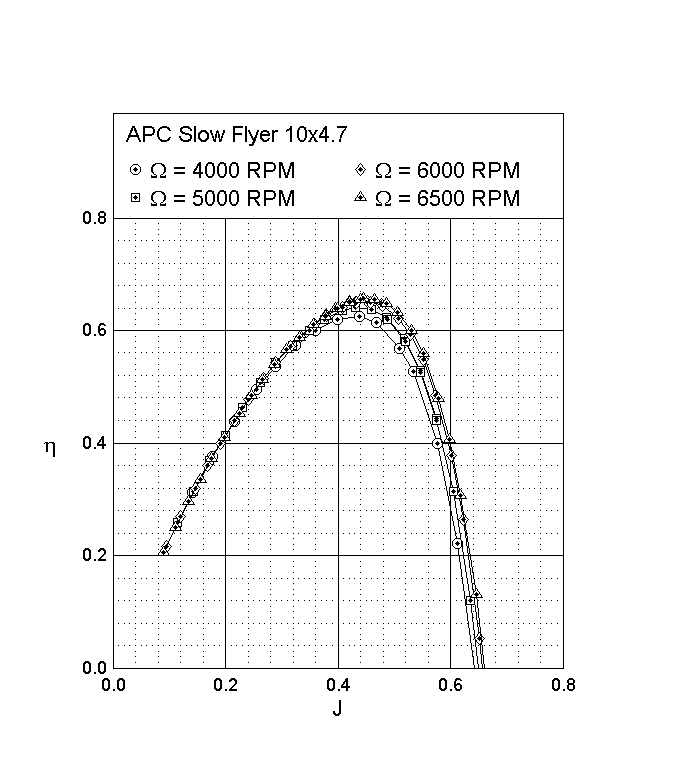 APC Slow Flyer 10x4.7
Ω = 4000 RPM
Ω = 6000 RPM
Ω = 5000 RPM
Ω = 6500 RPM
0.8
0.6
0.4
η
0.2
0.0
0.0 0.2 0.4 0.6 0.8
J